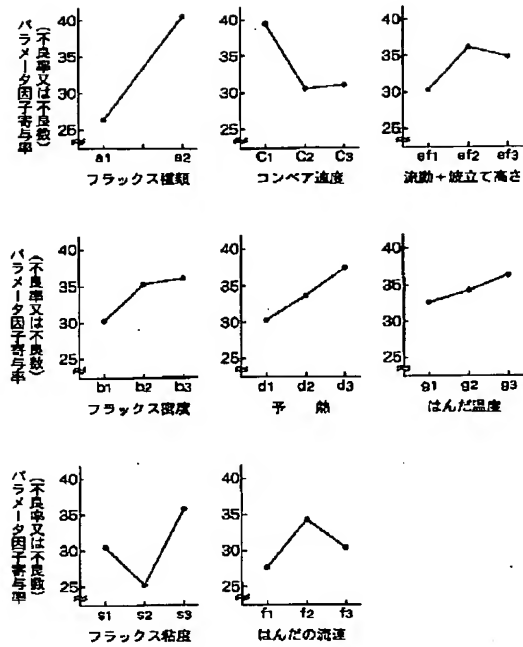 パラメータ因子寄与率
(不良率又は不良数)
40
35
30
25
a1 a2
フラックス種類
40
35
30
25
C1 C2 C3
コンベア速度
40
35
30
25
ef1 ef2 ef3
流動+波立て高さ
パラメータ因子寄与率
(不良率又は不良数)
40
35
30
25
b1 b2 b3
フラックス密度
40
35
30
25
d1 d2 d3
予 熱
40
35
30
25
g1 g2 g3
はんだ温度
パラメータ因子寄与率
(不良率又は不良数)
40
35
30
25
s1 s2 s3
フラックス粘度
40
35
30
25
f1 f2 f3
はんだの流速